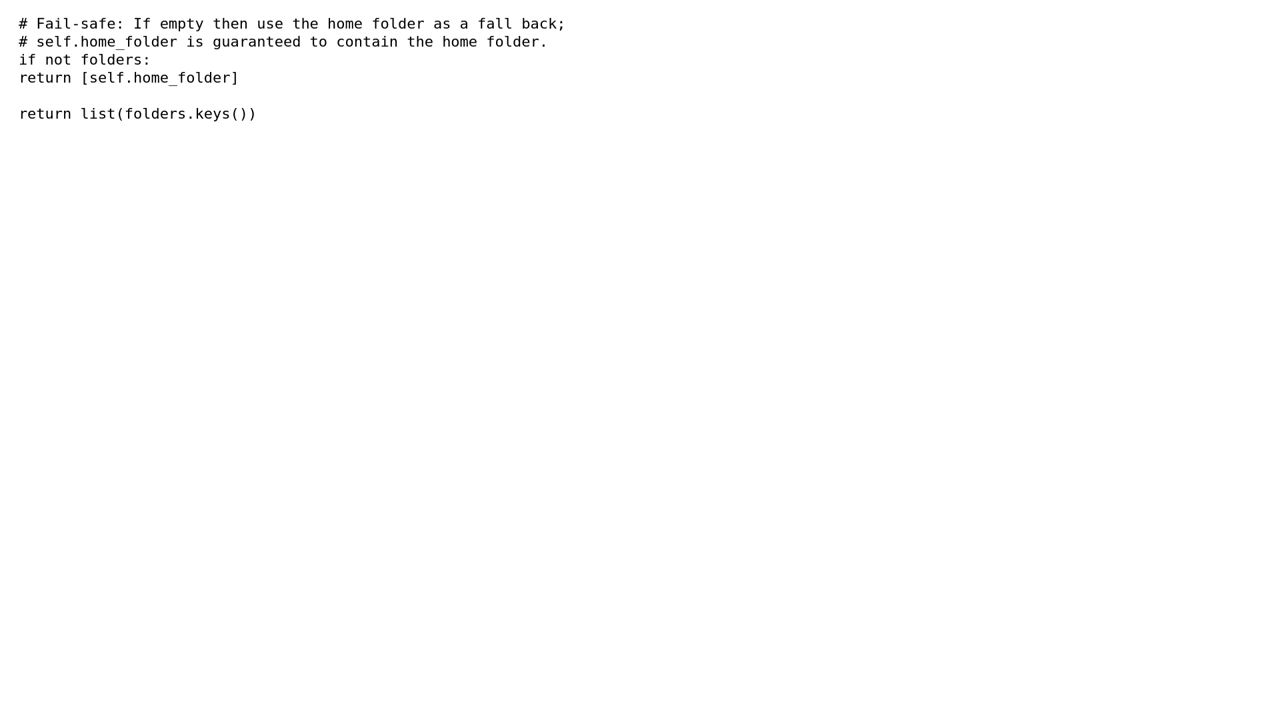 # Fail-safe: If empty then use the home folder as a fall back;
# self.home_folder is guaranteed to contain the home folder.
if not folders:
return [self.home_folder]

return list(folders.keys())